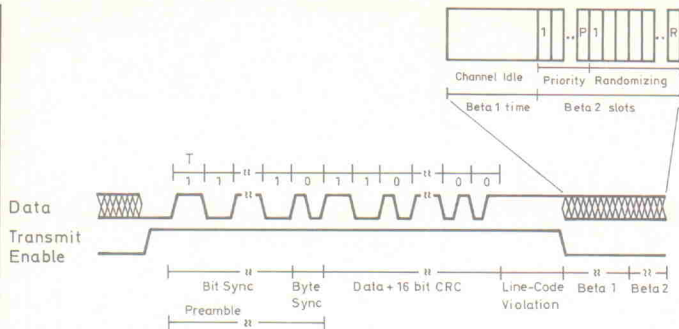 1 .. P 1 .. R
Channel Idle Priority Randomizing
Beta 1 time Beta 2 slots
T
1 1 1 0 1 1 0 0 0
Data
Transmit
Enable
Bit Sync Byte Sync Data + 16 bit CRC Line-Code Violation Beta 1 Beta 2
Preamble